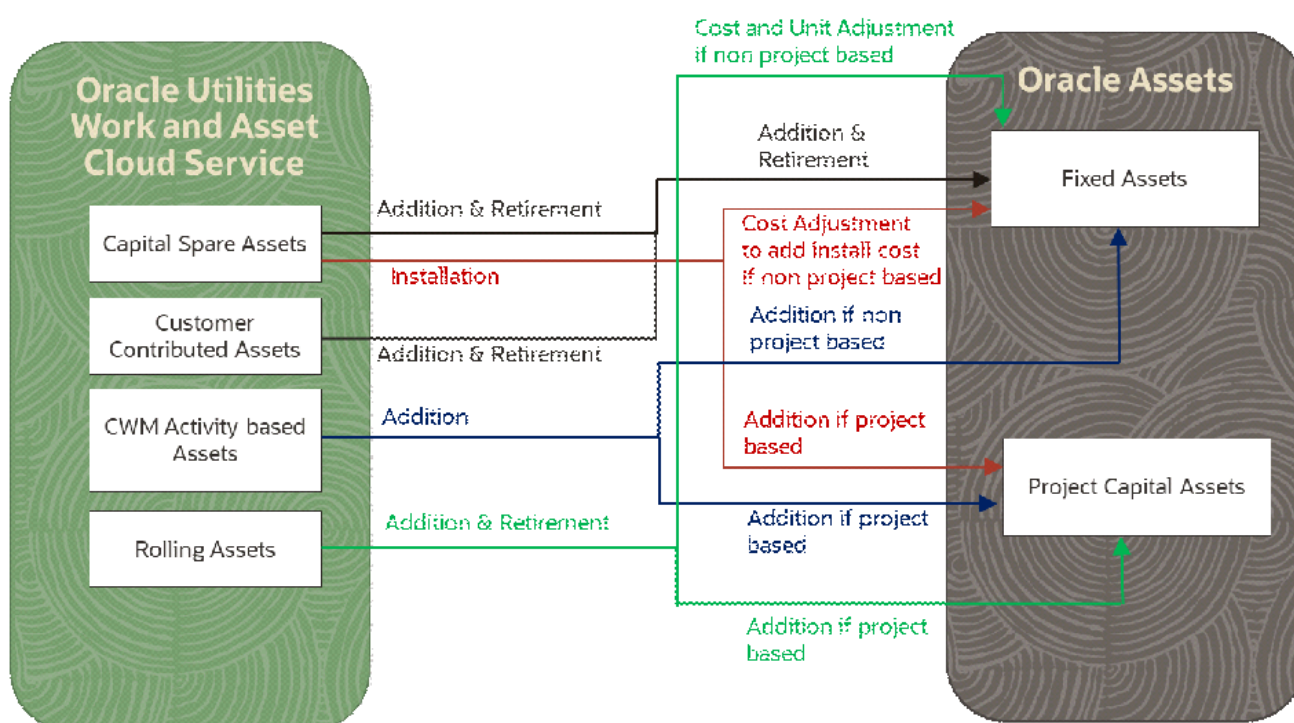 Oracle Utilities
Work and Asset
Cloud Service
Capital Spare Assets
Customer
Contributed Assets
CWM Activity based
Assets
Rolling Assets
Addition & Retirement
Installation
Addition & Retirement
Addition
Addition & Retirement
Cost and Unit Adjustment
if non project based
Addition &
Retirement
Cost Adjustment
to add install cost
if non project based
Addition if non
project based
Addition if project
based
Addition if project
based
Addition if project
based
Oracle Assets
Fixed Assets
Project Capital Assets